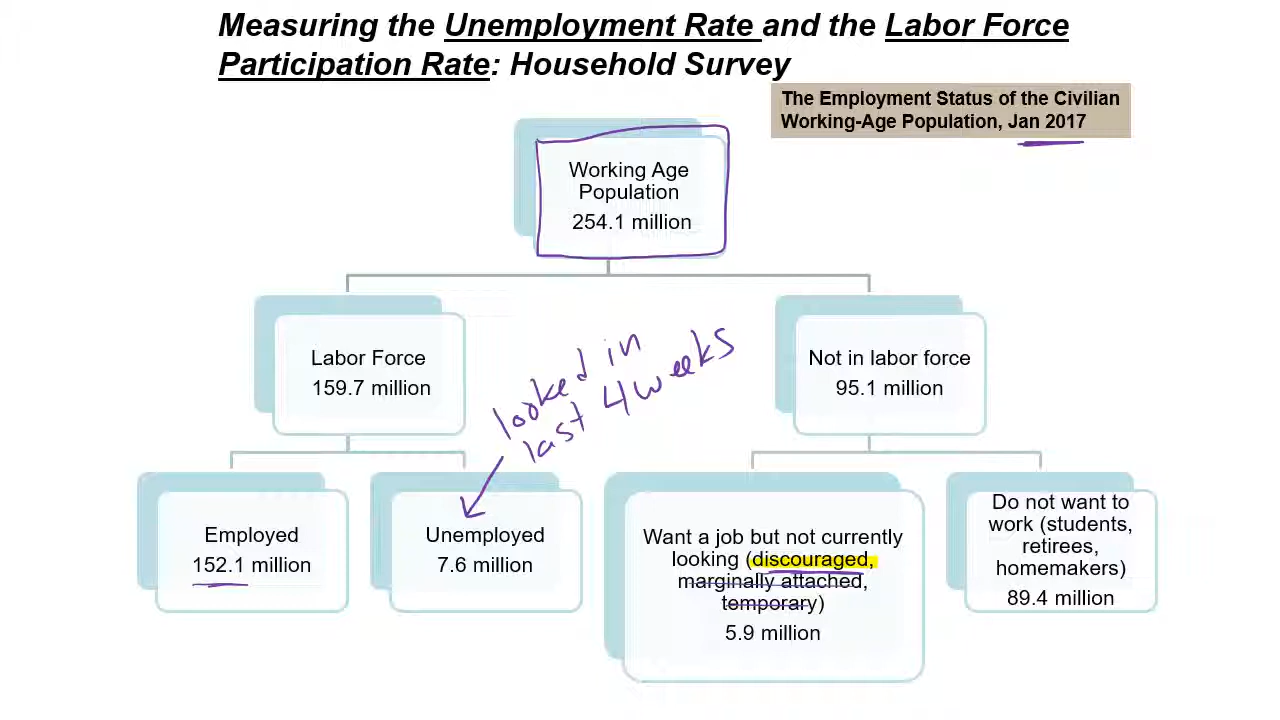 Measuring the Unemployment Rate and the Labor Force
Participation Rate: Household Survey
The Employment Status of the Civilian
Working-Age Population, Jan 2017
Working Age
Population
254.1 million
Labor Force
159.7 million
looked in
last 4 weeks
Not in labor force
95.1 million
Employed
152.1 million
Unemployed
7.6 million
Want a job but not currently
looking (discouraged,
marginally attached,
temporary)
5.9 million
Do not want to
work (students,
retirees,
homemakers)
89.4 million